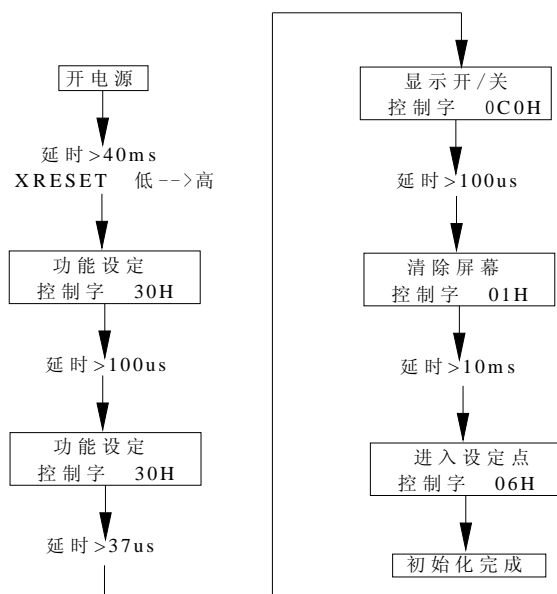 开电源
延时>40ms
XRESET 低-->高
功能设定
控制字 30H
延时>100us
功能设定
控制字 30H
延时>37us
显示开/关
控制字 0C0H
延时>100us
清除屏幕
控制字 01H
延时>10ms
进入设定点
控制字 06H
初始化完成